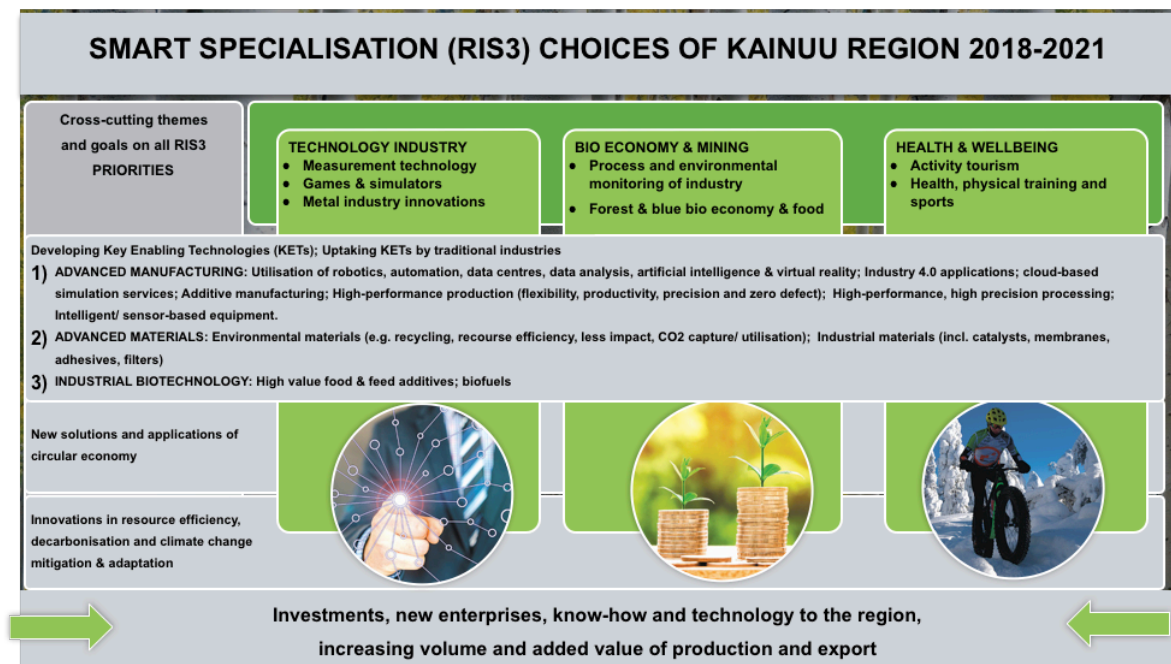 SMART SPECIALISATION (RIS3) CHOICES OF KAINUU REGION 2018-2021
Cross-cutting themes
and goals on all RIS3
PRIORITIES
TECHNOLOGY INDUSTRY
● Measurement technology
● Games & simulators
● Metal industry innovations
BIO ECONOMY & MINING
● Process and environmental
monitoring of industry
● Forest & blue bio economy & food
HEALTH & WELLBEING
● Activity tourism
● Health, physical training and
sports
Developing Key Enabling Technologies (KETs); Uptaking KETs by traditional industries
1) ADVANCED MANUFACTURING: Utilisation of robotics, automation, data centres, data analysis, artificial intelligence & virtual reality; Industry 4.0 applications; cloud-based
simulation services; Additive manufacturing; High-performance production (flexibility, productivity, precision and zero defect); High-performance, high precision processing;
Intelligent/ sensor-based equipment.
2) ADVANCED MATERIALS: Environmental materials (e.g. recycling, recourse efficiency, less impact, CO2 capture/ utilisation); Industrial materials (incl. catalysts, membranes,
adhesives, filters)
3) INDUSTRIAL BIOTECHNOLOGY: High value food & feed additives; biofuels
New solutions and applications of
circular economy
Innovations in resource efficiency,
decarbonisation and climate change
mitigation & adaptation
Investments, new enterprises, know-how and technology to the region,
increasing volume and added value of production and export